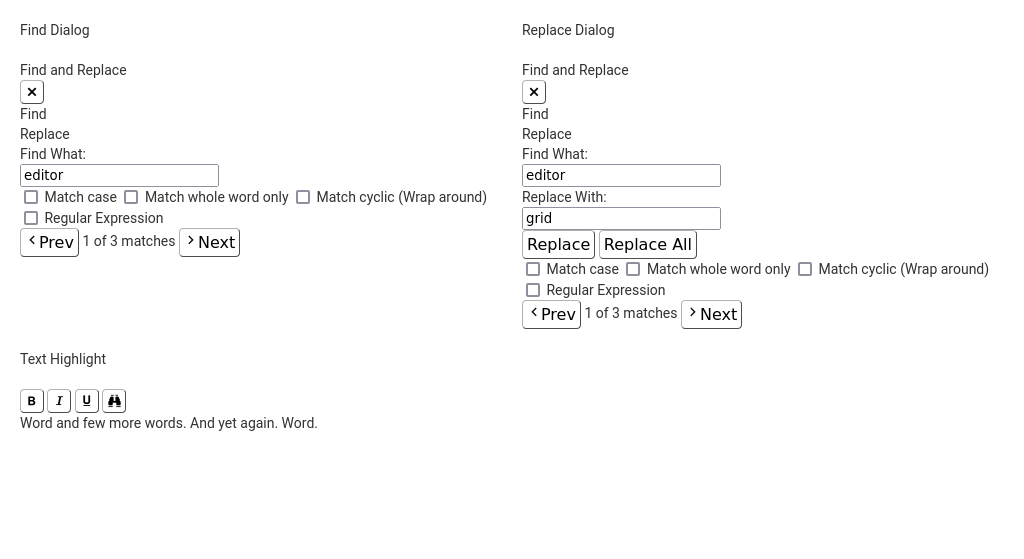 Find Dialog
Find and Replace
×
Find
Replace
Find What:
editor
Match case Match whole word only Match cyclic (Wrap around)
Regular Expression
Prev 1 of 3 matches Next
Replace Dialog
Find and Replace
×
Find
Replace
Find What:
editor
Replace With:
grid
Replace Replace All
Match case Match whole word only Match cyclic (Wrap around)
Regular Expression
Prev 1 of 3 matches Next
Text Highlight
B I U
Word and few more words. And yet again. Word.